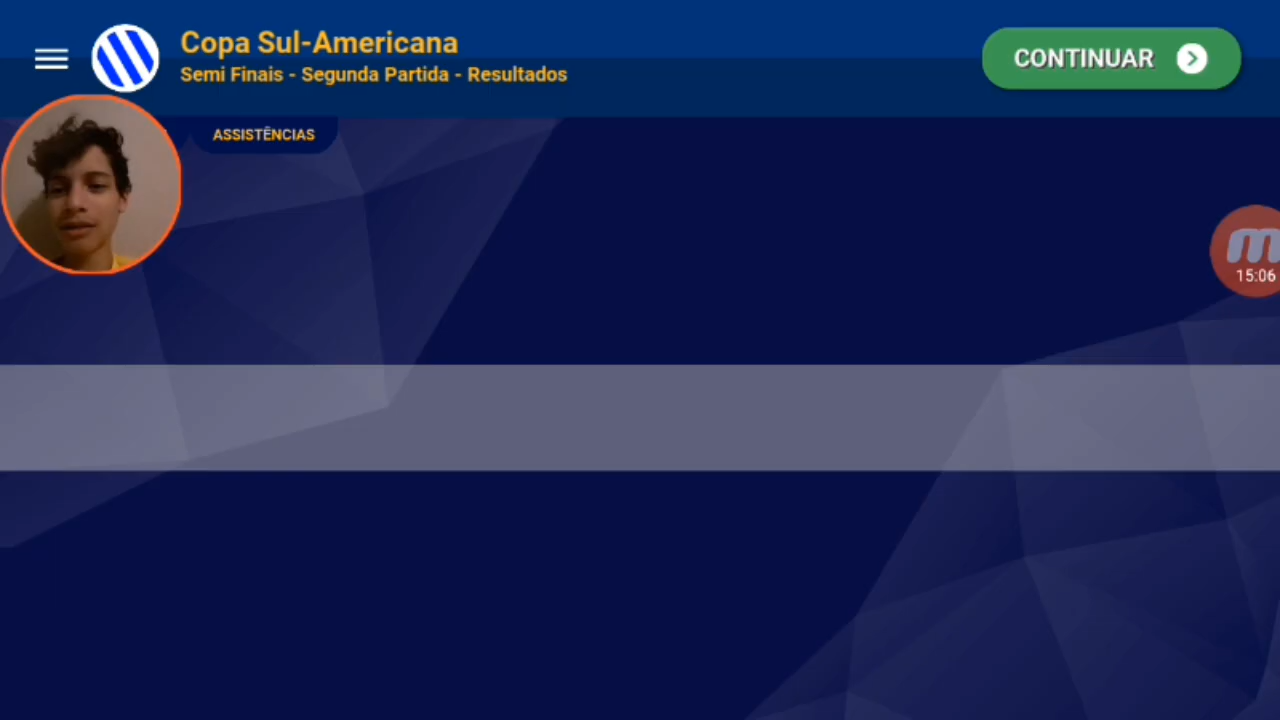 Copa Sul-Americana
Semi Finais - Segunda Partida - Resultados
CONTINUAR
ASSISTÊNCIAS
m
15:06